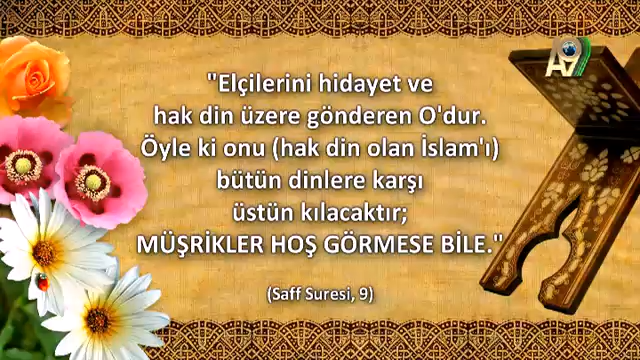 A9
"Elçilerini hidayet ve
hak din üzere gönderen O'dur.
Öyle ki onu (hak din olan İslam'ı)
bütün dinlere karşı
üstün kılacaktır;
MÜŞRİKLER HOŞ GÖRMESE BİLE."
(Saff Suresi, 9)